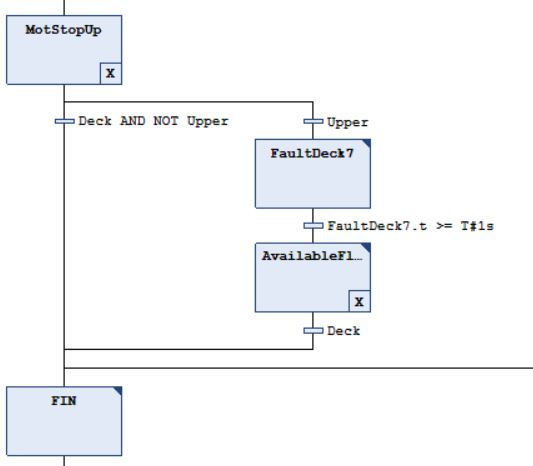 MotStopUp
X
Deck AND NOT Upper
Upper
FaultDeck7
FaultDeck7.t >= T#1s
AvailableFl...
X
Deck
FIN